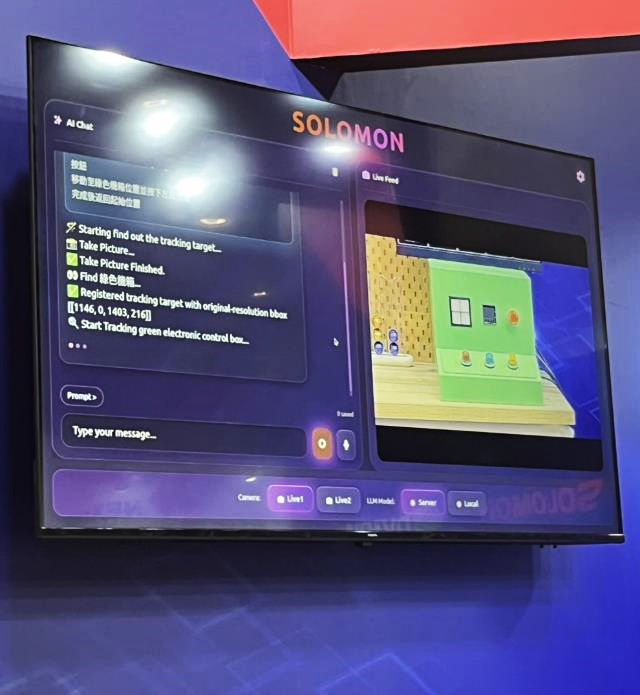 SOLOMON
AI Chat
按鈕
移動至綠色機箱位置並按下左
完成後返回起始位置
Starting find out the tracking target...
Take Picture...
Take Picture Finished.
Find 綠色機箱...
Registered tracking target with original-resolution bbox
[[1146, 0, 1403, 216]]
Start Tracking green electronic control box...
Prompt >
0 saved
Type your message...
Live Feed
Camera: Live1 Live2 LLM Model: Server Local
SOLOMON